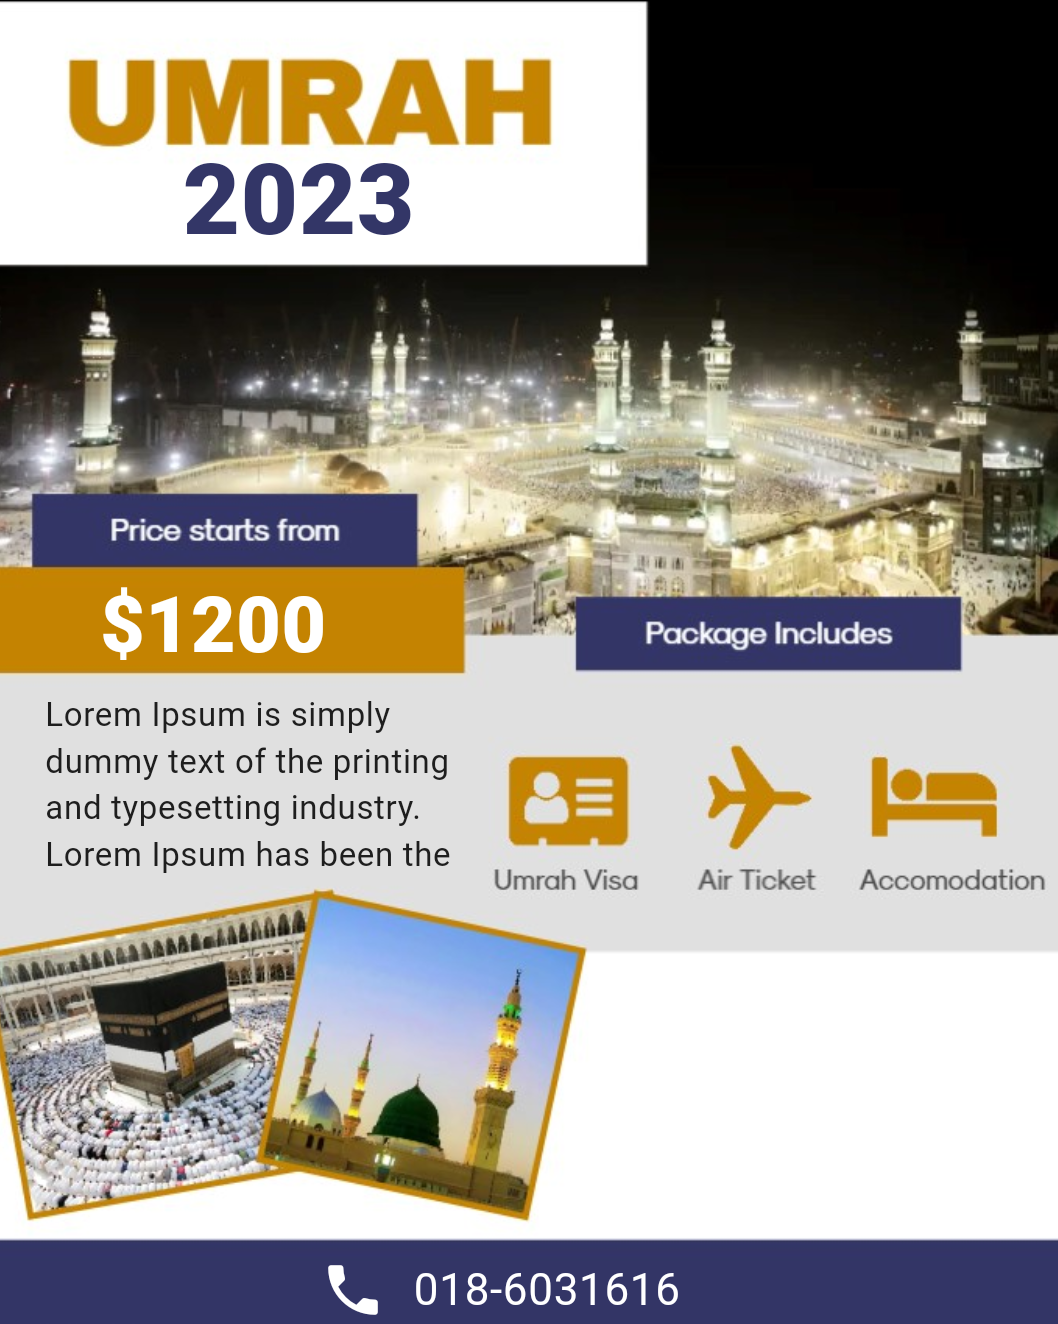 UMRAH
2023
Price starts from
$1200
Package Includes
Lorem Ipsum is simply
dummy text of the printing
and typesetting industry.
Lorem Ipsum has been the
Umrah Visa
Air Ticket
Accomodation
018-6031616